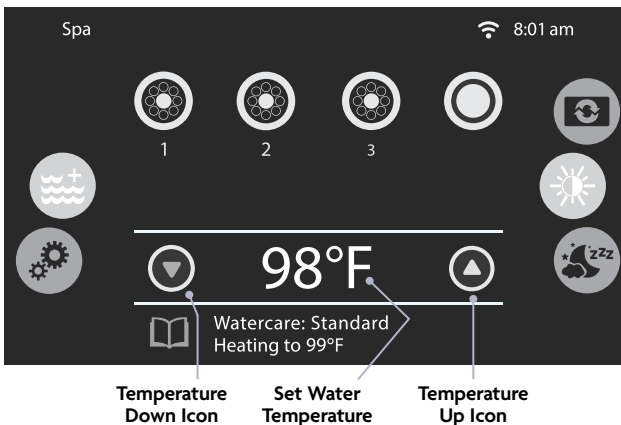 Spa
8:01 am
1 2 3
zzz
98°F
Watercare: Standard
Heating to 99°F
Temperature Down Icon
Set Water Temperature
Temperature Up Icon